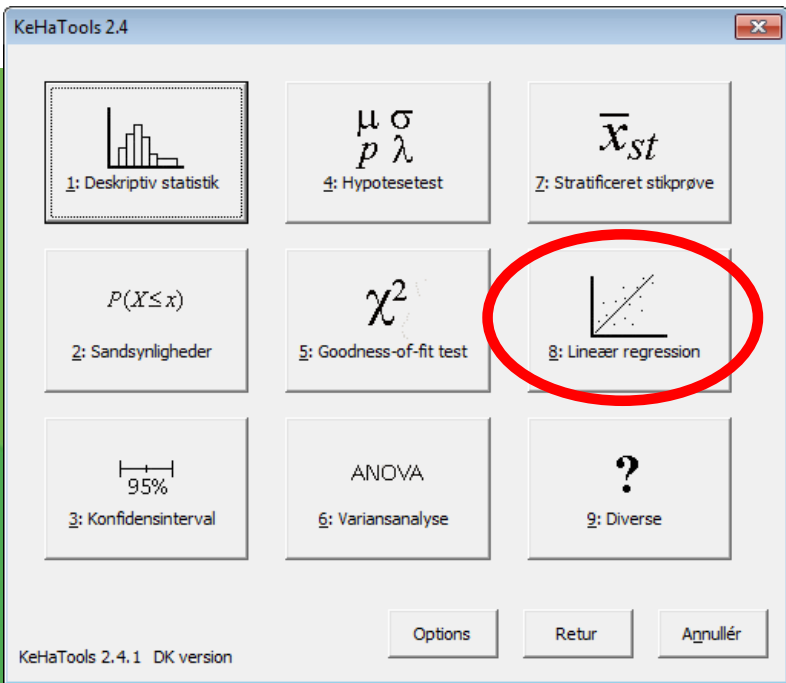 KeHaTools 2.4
μ σ
p λ
x̅st
1: Deskriptiv statistik
4: Hypotesetest
7: Stratificeret stikprøve
P(X≤x)
χ²
2: Sandsynligheder
5: Goodness-of-fit test
8: Lineær regression
95%
ANOVA
?
3: Konfidensinterval
6: Variansanalyse
9: Diverse
Options
Retur
Annullér
KeHaTools 2.4.1 DK version